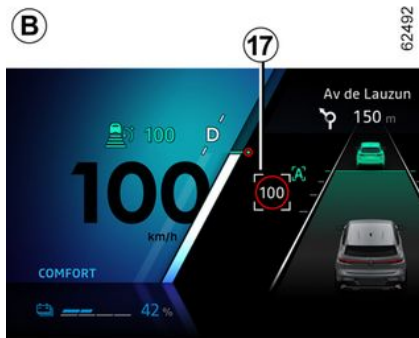 B
17
62492
Av de Lauzun
150 m
100
D
A
100
100
km/h
COMFORT
42 %